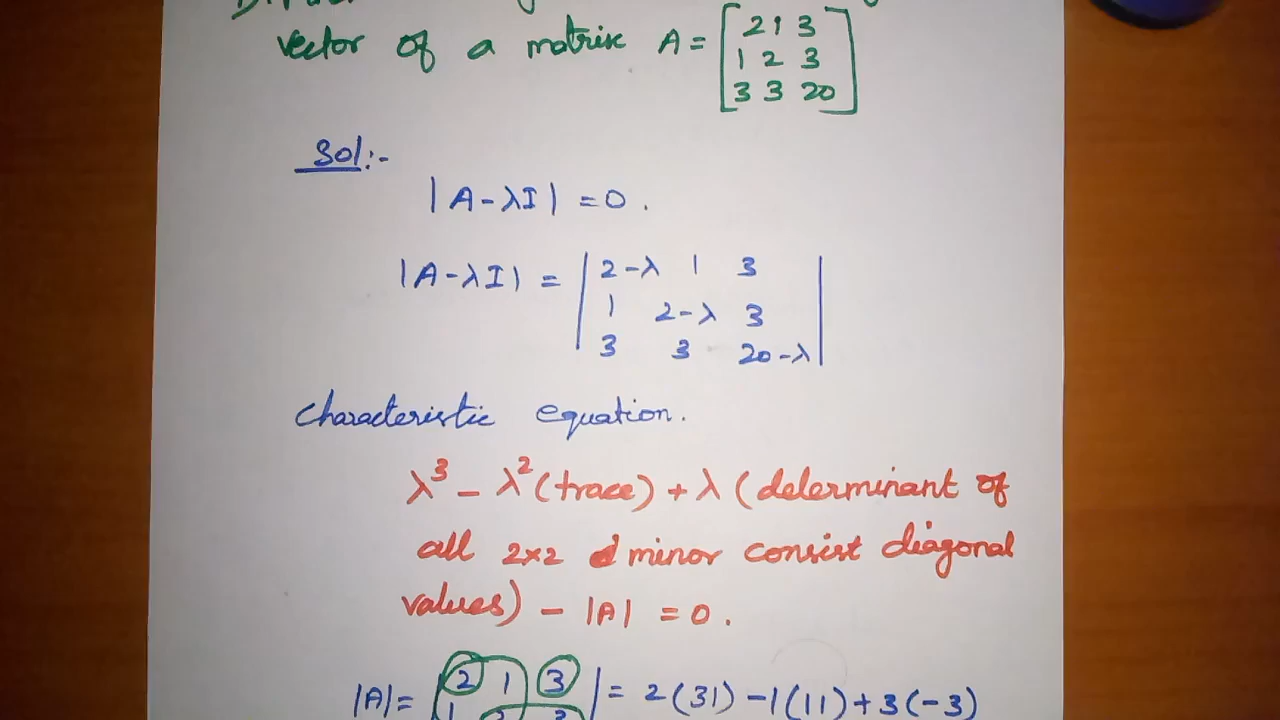 vector of a matrix A = [2 1 3
1 2 3
3 3 20]
Sol:-
|A-λI| = 0.
|A-λI| = |2-λ 1 3
1 2-λ 3
3 3 20-λ|
Characteristic equation.
λ³ - λ²(trace) + λ (determinant of
all 2x2 minor consist diagonal
values) - |A| = 0.
|A| = |2 1 3| = 2(31) -1(11)+3(-3)